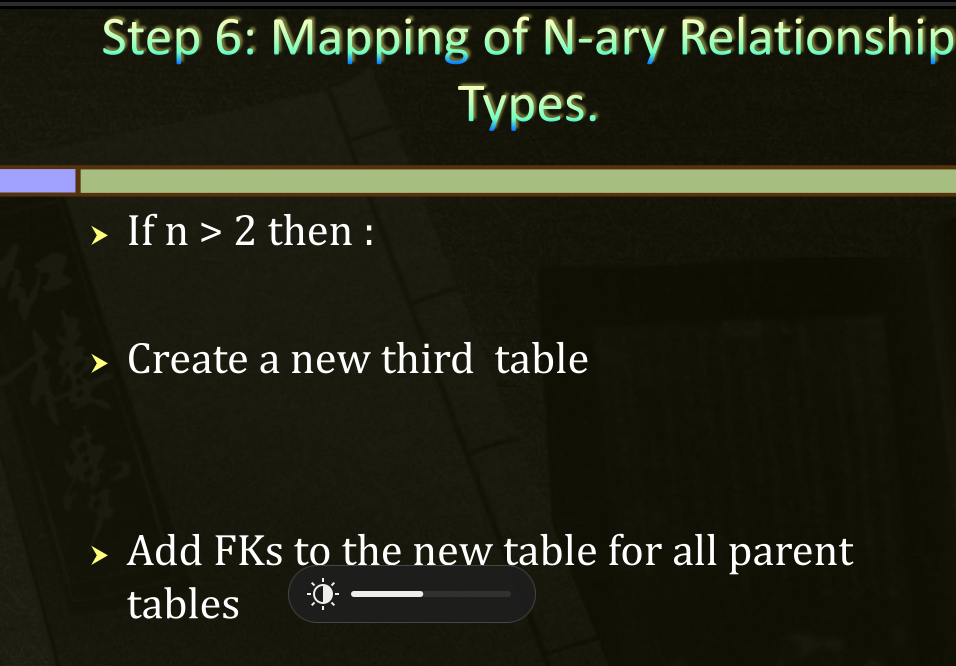 Step 6: Mapping of N-ary Relationship
Types.
If n > 2 then :
Create a new third table
Add FKs to the new table for all parent
tables